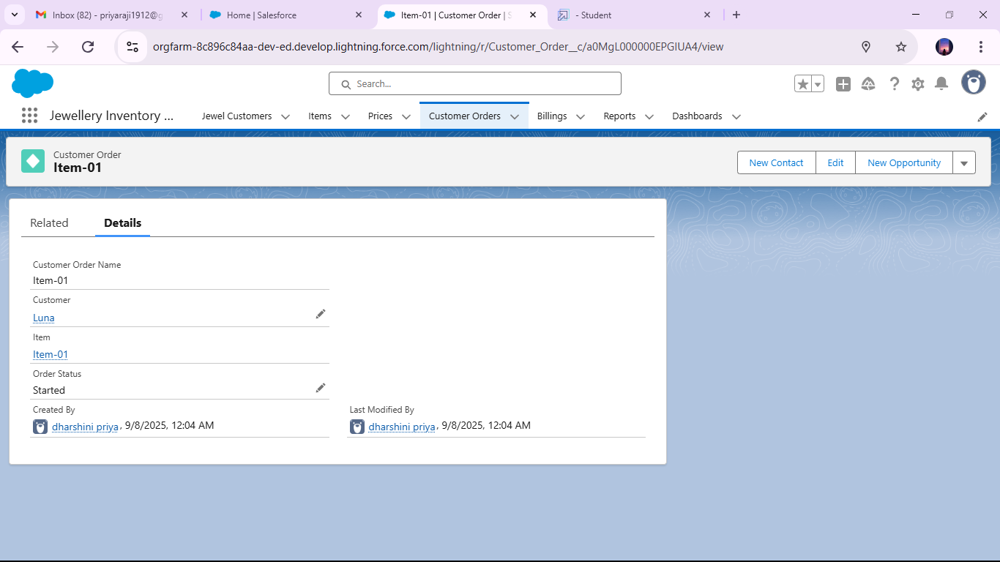 Inbox (82) - priyaraji1912@g
Home | Salesforce
Item-01 | Customer Order | S
- Student
orgfarm-8c896c84aa-dev-ed.develop.lightning.force.com/lightning/r/Customer_Order__c/a0MgL000000EPGIUA4/view
Search...
Jewellery Inventory ...
Jewel Customers
Items
Prices
Customer Orders
Billings
Reports
Dashboards
Customer Order
Item-01
New Contact
Edit
New Opportunity
Related
Details
Customer Order Name
Item-01
Customer
Luna
Item
Item-01
Order Status
Started
Created By
dharshini priya, 9/8/2025, 12:04 AM
Last Modified By
dharshini priya, 9/8/2025, 12:04 AM